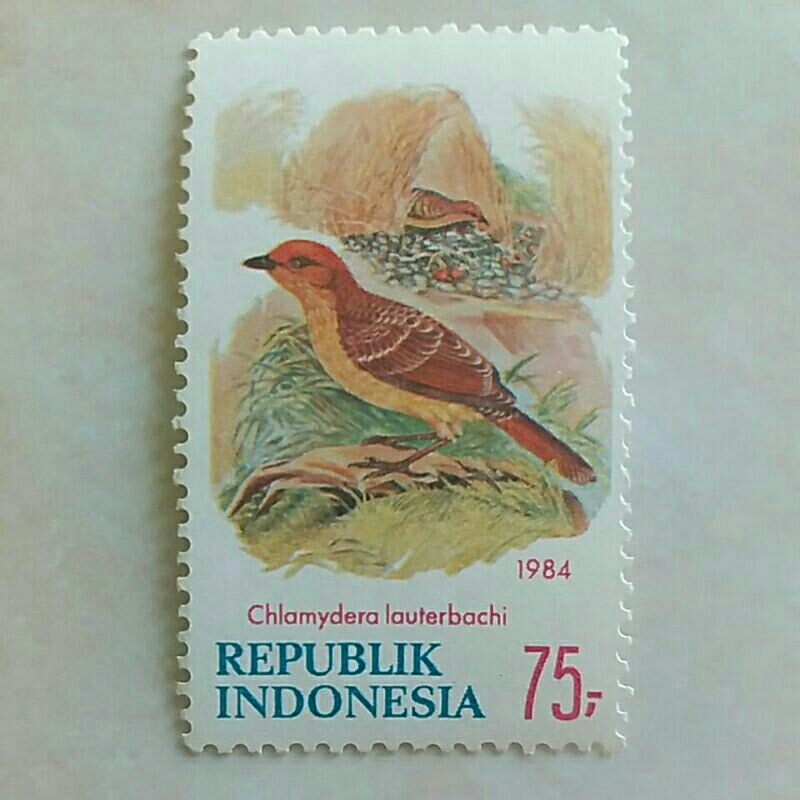 1984
Chlamydera lauterbachi
REPUBLIK
INDONESIA 75,-